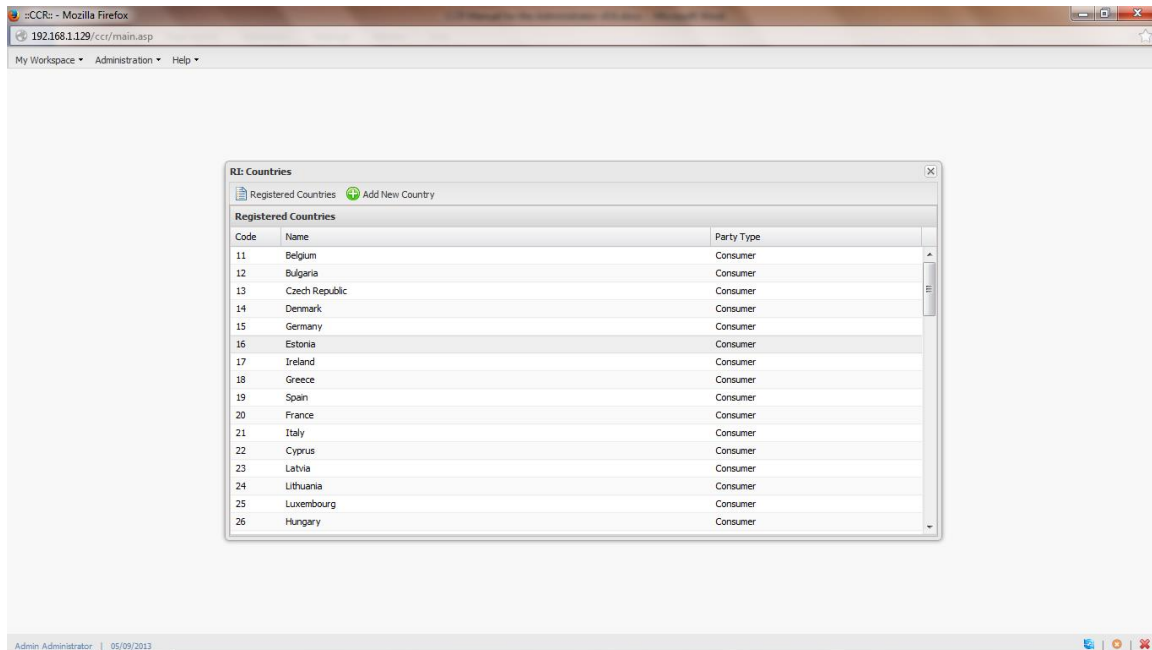 ::CCR:: - Mozilla Firefox
192.168.1.129/ccr/main.asp
My Workspace Administration Help
RI: Countries
Registered Countries Add New Country
Registered Countries
Code Name Party Type
11 Belgium Consumer
12 Bulgaria Consumer
13 Czech Republic Consumer
14 Denmark Consumer
15 Germany Consumer
16 Estonia Consumer
17 Ireland Consumer
18 Greece Consumer
19 Spain Consumer
20 France Consumer
21 Italy Consumer
22 Cyprus Consumer
23 Latvia Consumer
24 Lithuania Consumer
25 Luxembourg Consumer
26 Hungary Consumer
Admin Administrator | 05/09/2013